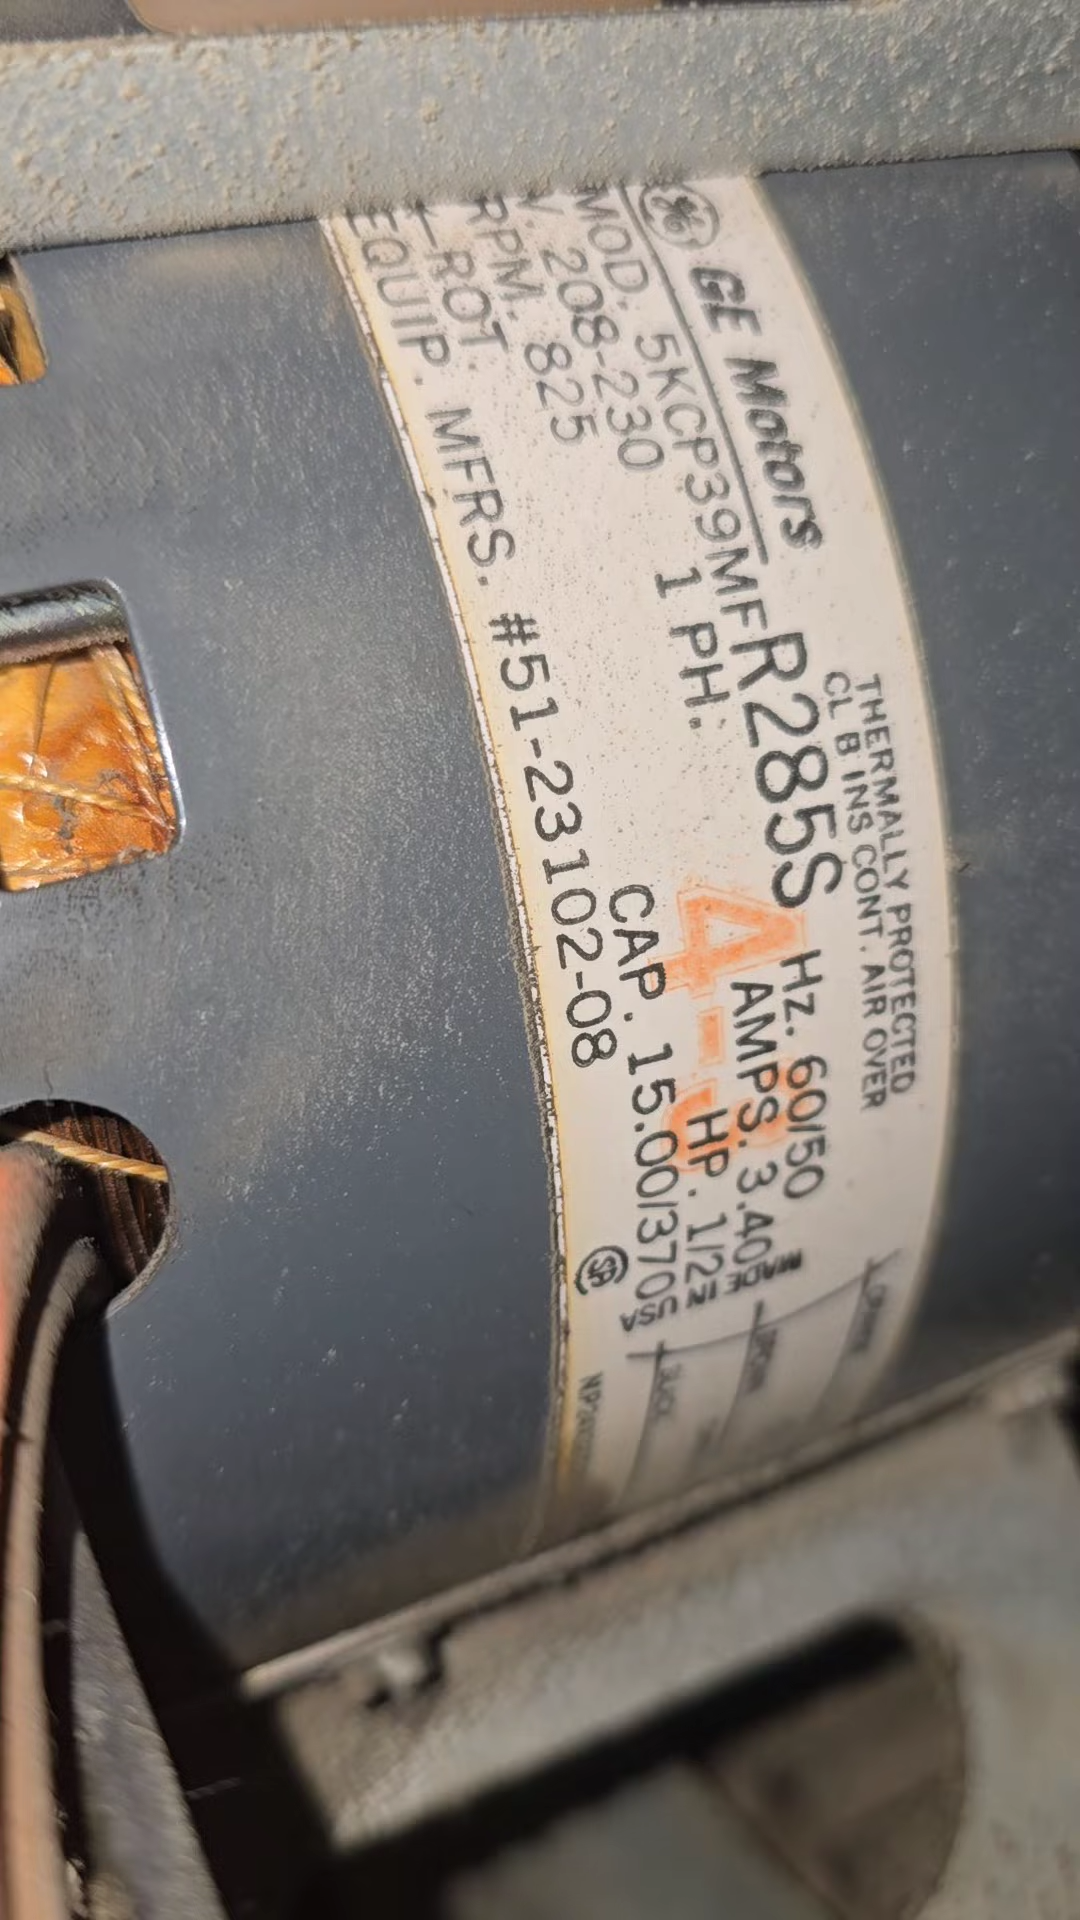 GE GE Motors
THERMALLY PROTECTED
CL B INS CONT. AIR OVER
MOD. 5KCP39MFR285S Hz. 60/50
V. 208-230 1 PH. AMPS. 3.40
RPM. 825 HP. 1/2
ROT. CAP. 15.00/370
EQUIP. MFRS. #51-23102-08
MADE
IN
USA
4-
SA